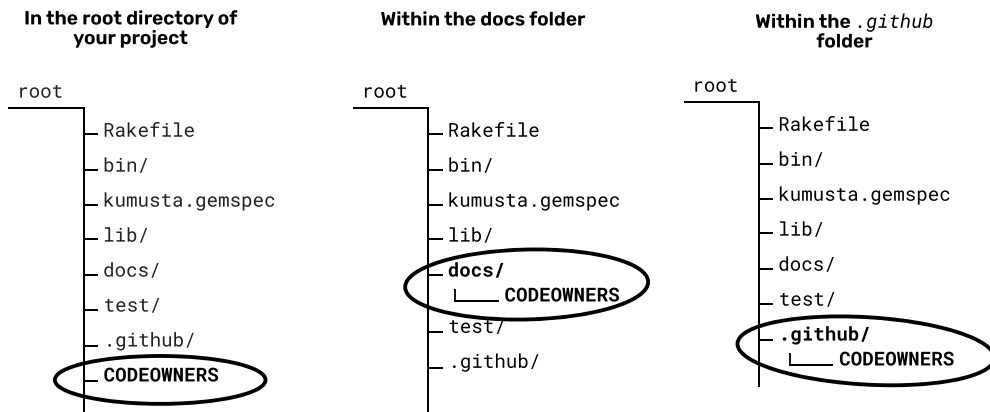 In the root directory of
your project
root
Rakefile
bin/
kumusta.gemspec
lib/
docs/
test/
.github/
CODEOWNERS
Within the docs folder
root
Rakefile
bin/
kumusta.gemspec
lib/
docs/
CODEOWNERS
test/
.github/
Within the .github
folder
root
Rakefile
bin/
kumusta.gemspec
lib/
docs/
test/
.github/
CODEOWNERS